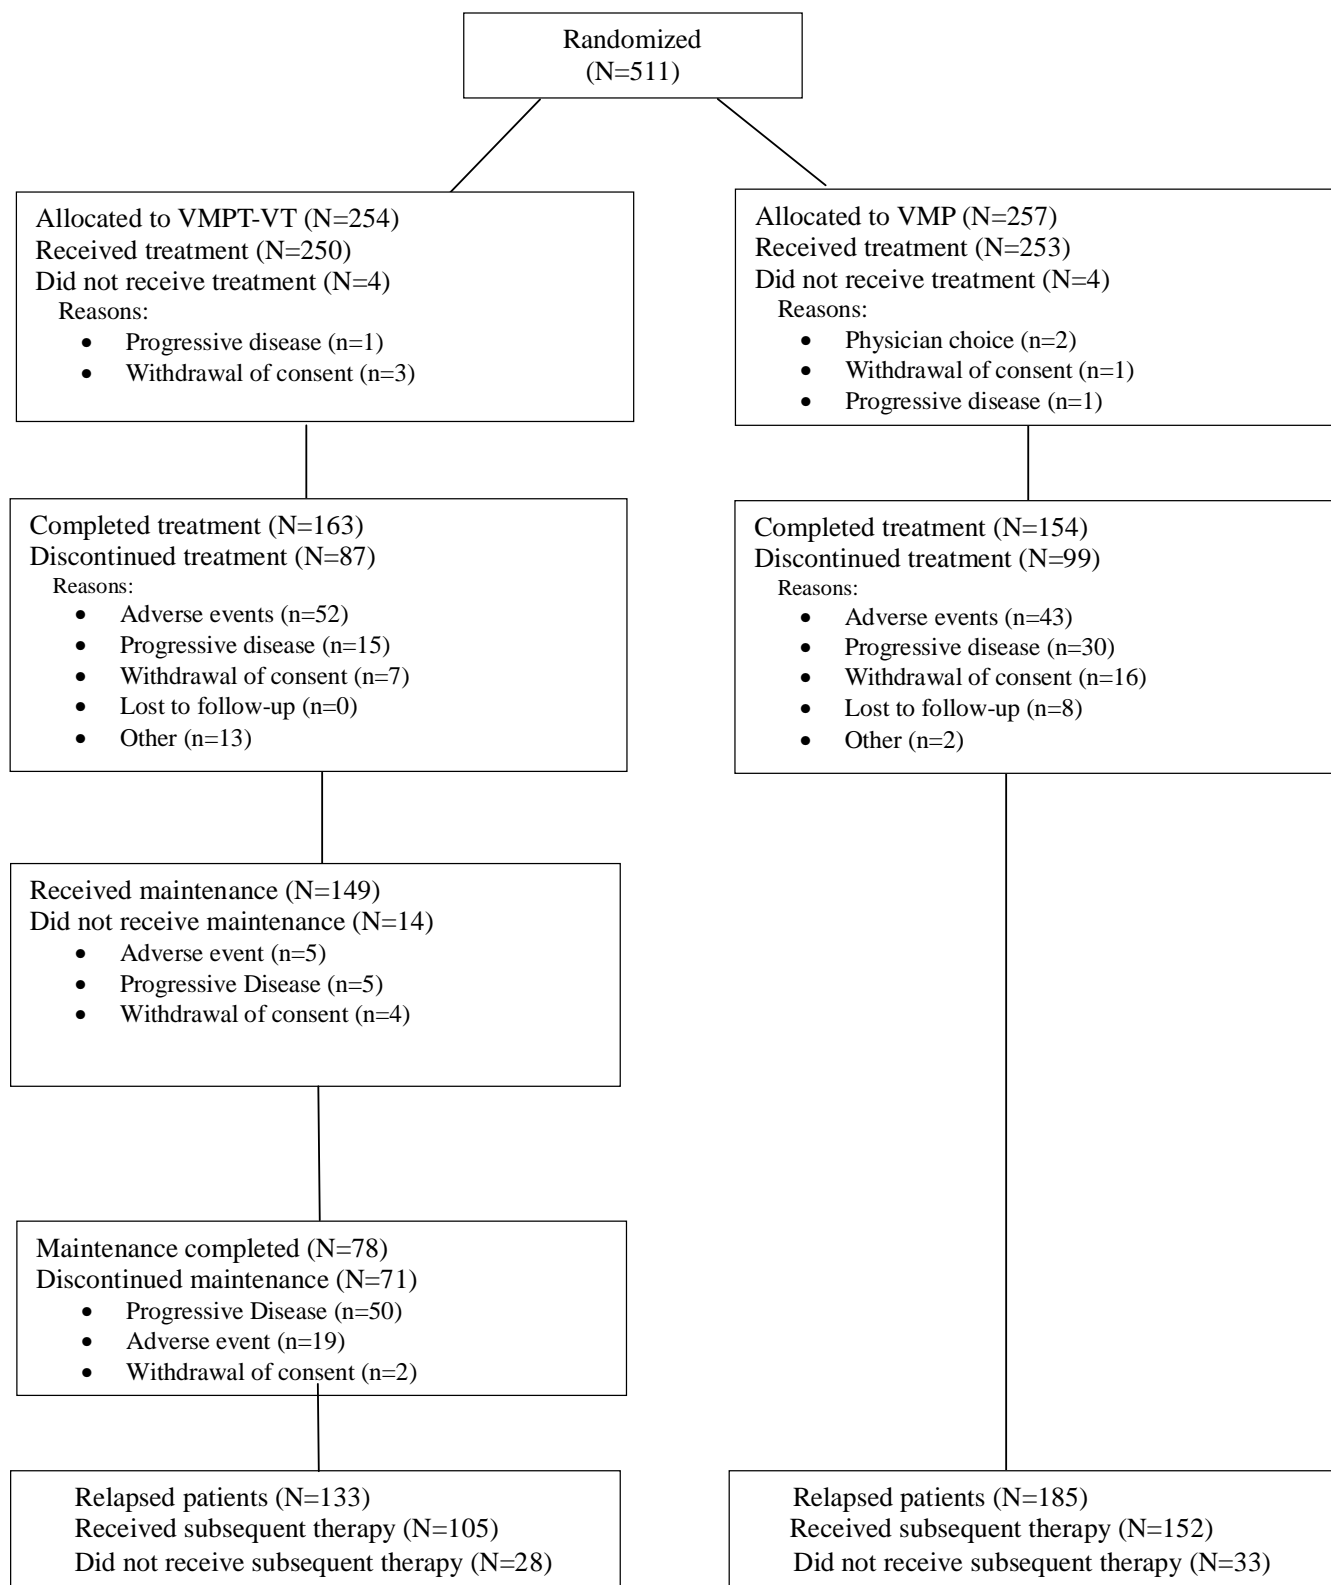 Randomized
(N=511)
Allocated to VMPT-VT (N=254)
Received treatment (N=250)
Did not receive treatment (N=4)
Reasons:
• Progressive disease (n=1)
• Withdrawal of consent (n=3)
Allocated to VMP (N=257)
Received treatment (N=253)
Did not receive treatment (N=4)
Reasons:
• Physician choice (n=2)
• Withdrawal of consent (n=1)
• Progressive disease (n=1)
Completed treatment (N=163)
Discontinued treatment (N=87)
Reasons:
• Adverse events (n=52)
• Progressive disease (n=15)
• Withdrawal of consent (n=7)
• Lost to follow-up (n=0)
• Other (n=13)
Completed treatment (N=154)
Discontinued treatment (N=99)
Reasons:
• Adverse events (n=43)
• Progressive disease (n=30)
• Withdrawal of consent (n=16)
• Lost to follow-up (n=8)
• Other (n=2)
Received maintenance (N=149)
Did not receive maintenance (N=14)
• Adverse event (n=5)
• Progressive Disease (n=5)
• Withdrawal of consent (n=4)
Maintenance completed (N=78)
Discontinued maintenance (N=71)
• Progressive Disease (n=50)
• Adverse event (n=19)
• Withdrawal of consent (n=2)
Relapsed patients (N=133)
Received subsequent therapy (N=105)
Did not receive subsequent therapy (N=28)
Relapsed patients (N=185)
Received subsequent therapy (N=152)
Did not receive subsequent therapy (N=33)